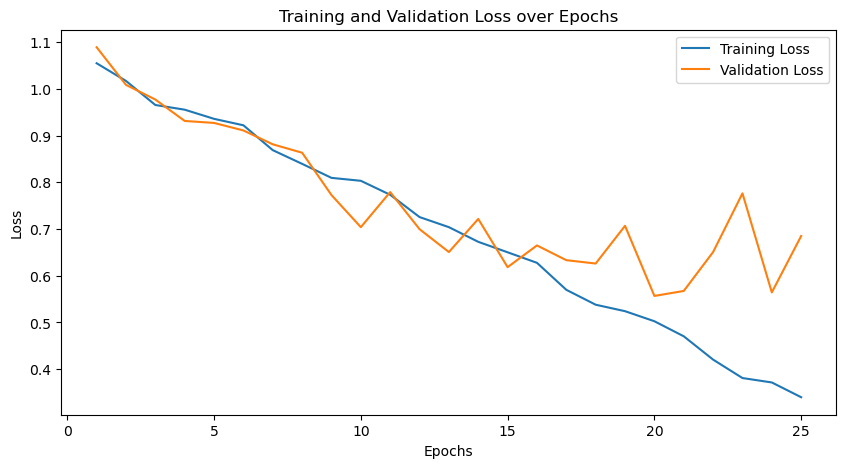 Training and Validation Loss over Epochs
Training Loss
Validation Loss
1.1
1.0
0.9
0.8
0.7
0.6
0.5
0.4
Loss
0
5
10
15
20
25
Epochs